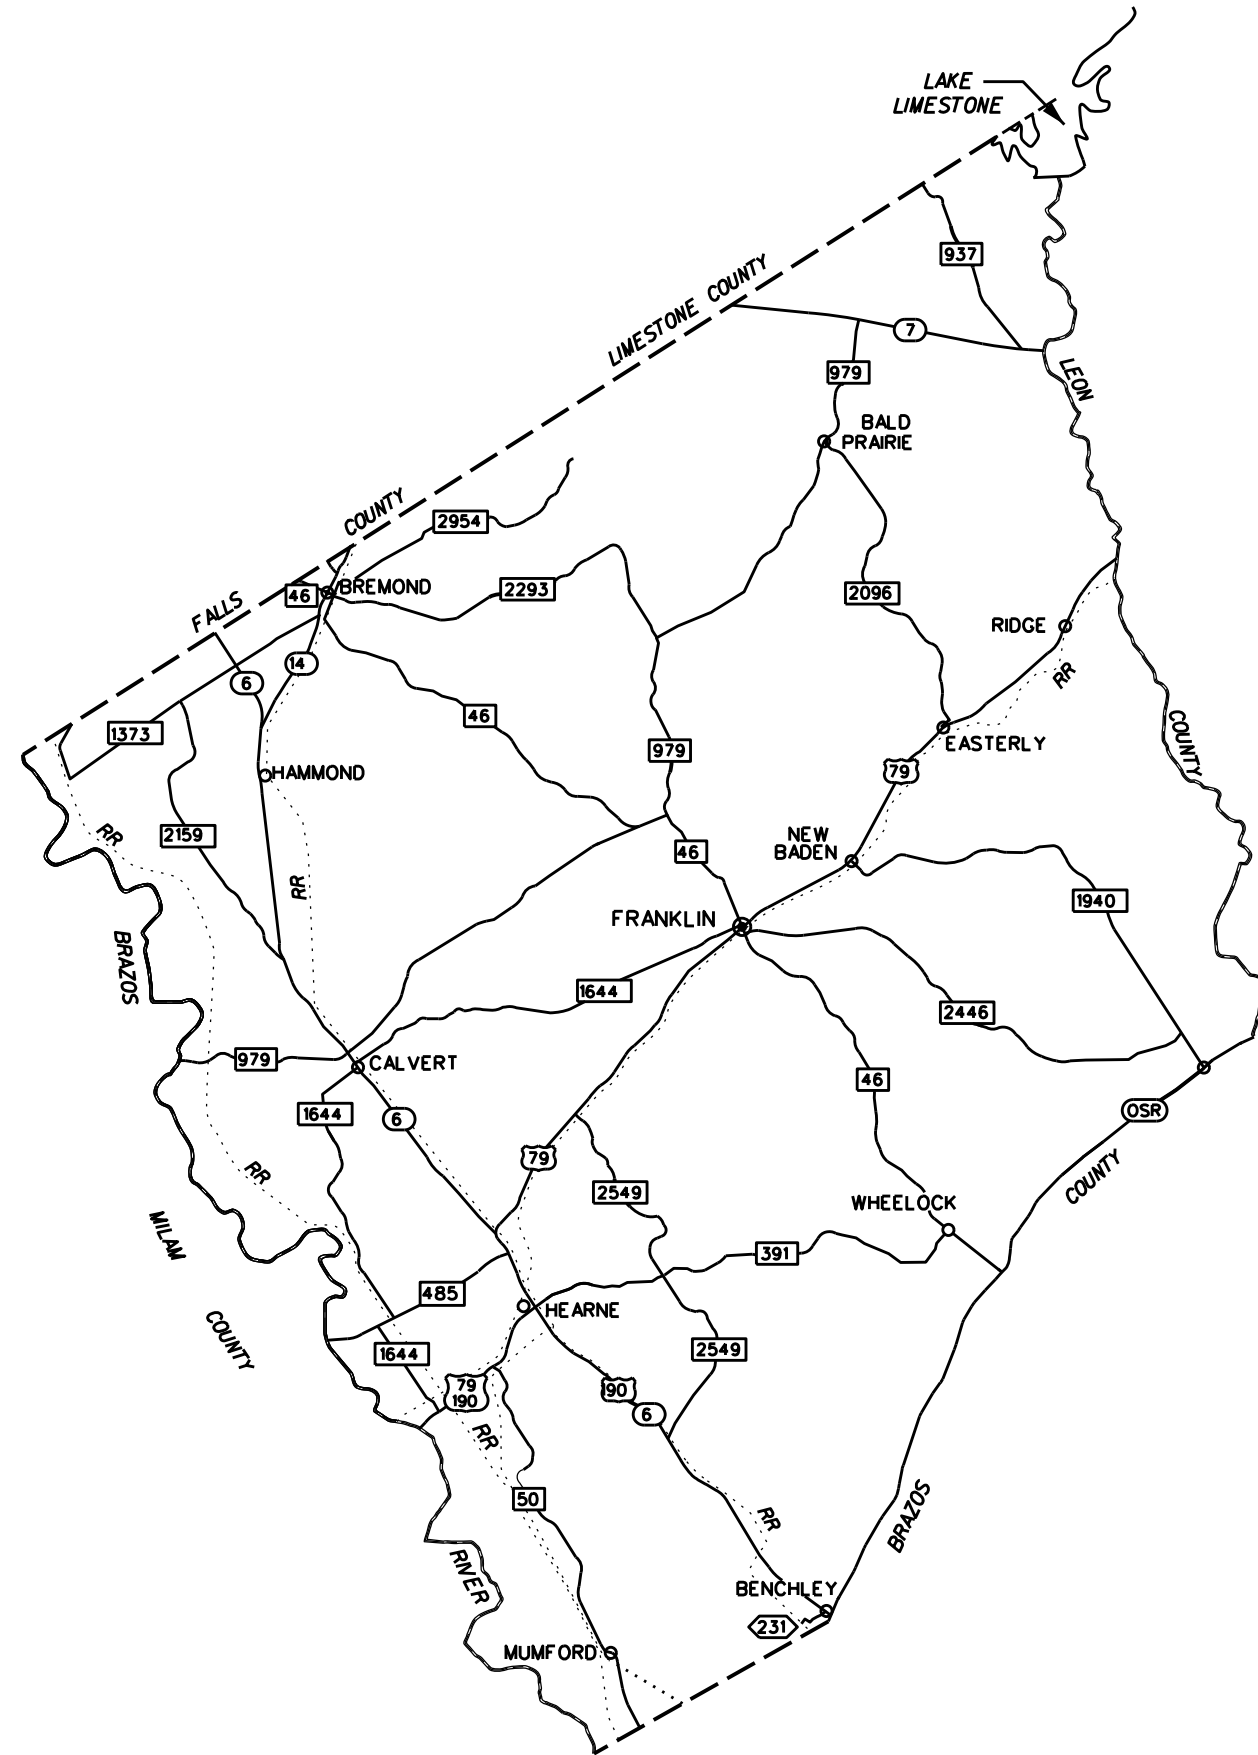 LAKE
LIMESTONE
937
LIMESTONE COUNTY
7
979
LEON
BALD
PRAIRIE
COUNTY
2954
46
BREMOND
2293
2096
FALLS
RIDGE
14
6
RR
46
1373
COUNTY
EASTERLY
979
79
HAMMOND
RR
2159
NEW
BADEN
46
RR
1940
FRANKLIN
BRAZOS
1644
2446
979
CALVERT
46
1644
6
OSR
79
RR
COUNTY
2549
WHEELOCK
MILAM
391
485
COUNTY
HEARNE
1644
2549
79
190
190
6
RR
50
RR
BRAZOS
RIVER
BENCHLEY
231
MUMFORD